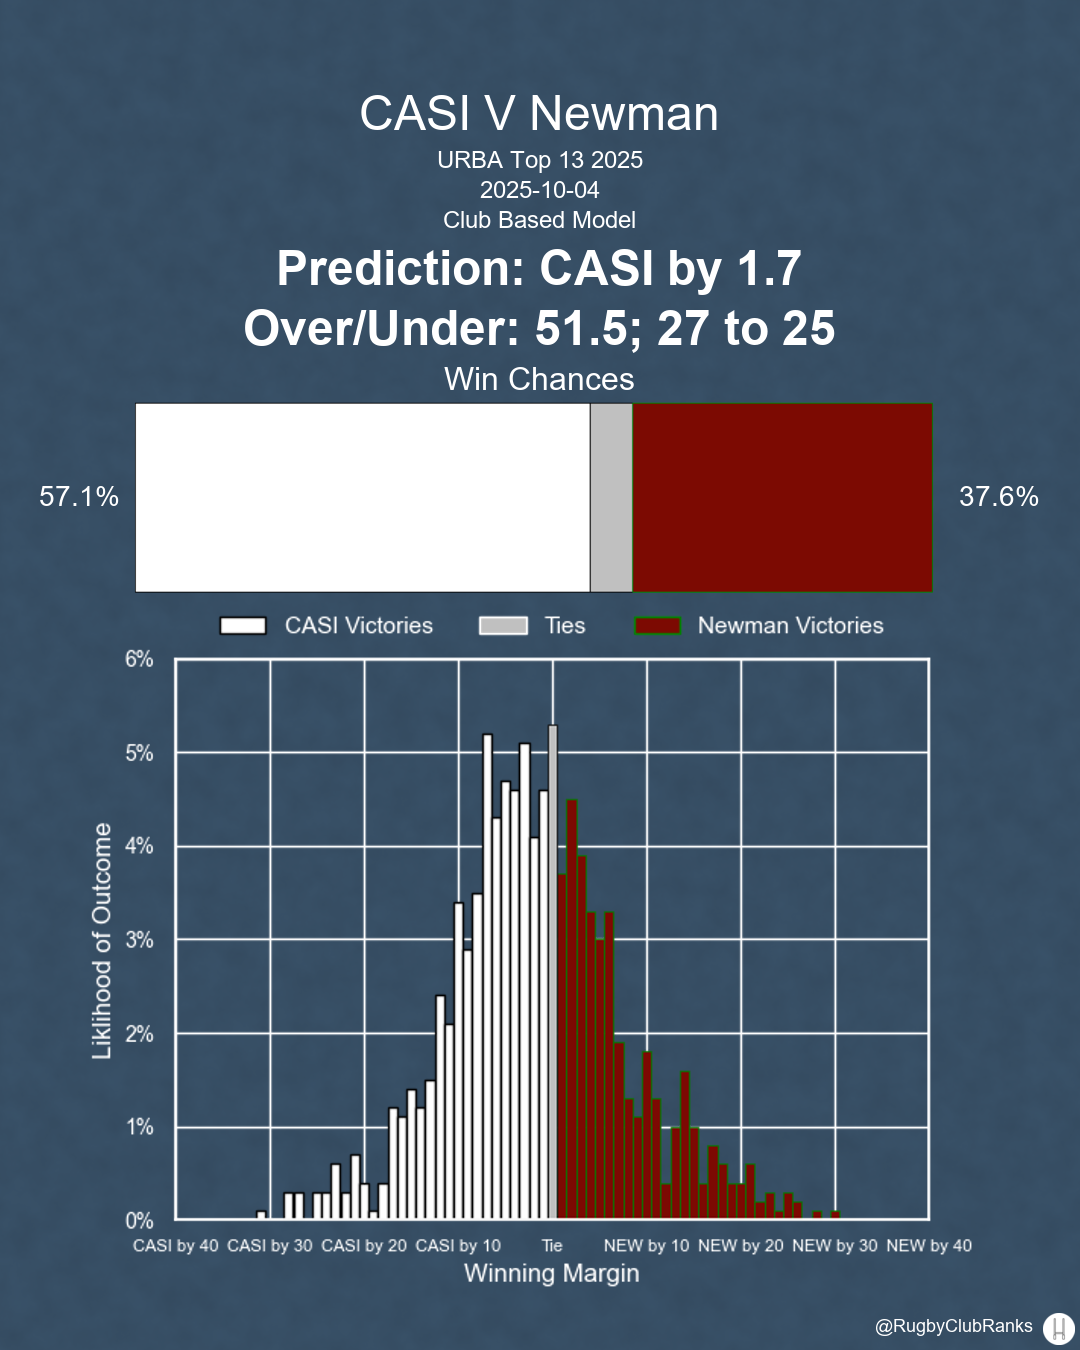 CASI V Newman
URBA Top 13 2025
2025-10-04
Club Based Model
Prediction: CASI by 1.7
Over/Under: 51.5; 27 to 25
Win Chances
57.1%
37.6%
CASI Victories
Ties
Newman Victories
6%
5%
4%
3%
2%
1%
0%
Liklihood of Outcome
CASI by 40
CASI by 30
CASI by 20
CASI by 10
Tie
NEW by 10
NEW by 20
NEW by 30
NEW by 40
Winning Margin
@RugbyClubRanks